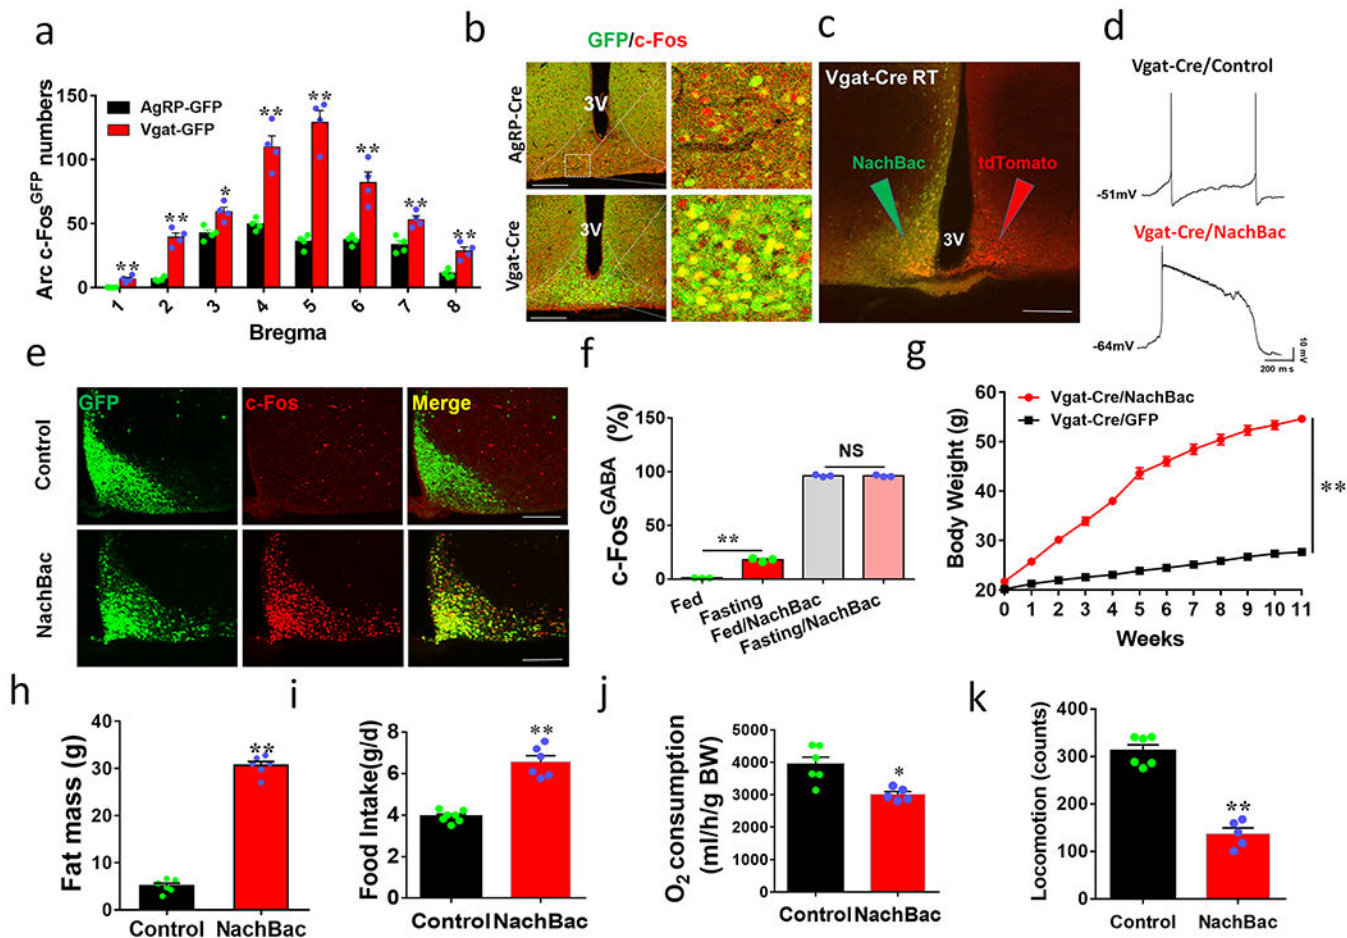 a
Arc c-Fos^GFP numbers
150
100
50
0
AgRP-GFP
Vgat-GFP
**
**
*
**
**
**
**
**
1 2 3 4 5 6 7 8
Bregma
b
GFP/c-Fos
AgRP-Cre
3V
Vgat-Cre
3V
c
Vgat-Cre RT
NachBac
tdTomato
3V
d
Vgat-Cre/Control
-51mV
Vgat-Cre/NachBac
-64mV
10 mV
200 ms
e
GFP
c-Fos
Merge
Control
NachBac
f
c-Fos^GABA (%)
150
100
50
0
**
NS
Fed
Fasting
Fed/NachBac
Fasting/NachBac
g
Body Weight (g)
60
50
40
30
20
Vgat-Cre/NachBac
Vgat-Cre/GFP
**
0 1 2 3 4 5 6 7 8 9 10 11
Weeks
h
Fat mass (g)
40
30
20
10
0
**
Control NachBac
i
Food Intake(g/d)
8
6
4
2
0
**
Control NachBac
j
O₂ consumption
(ml/h/g BW)
5000
4000
3000
2000
1000
0
*
Control NachBac
k
Locomotion (counts)
400
300
200
100
0
**
Control NachBac